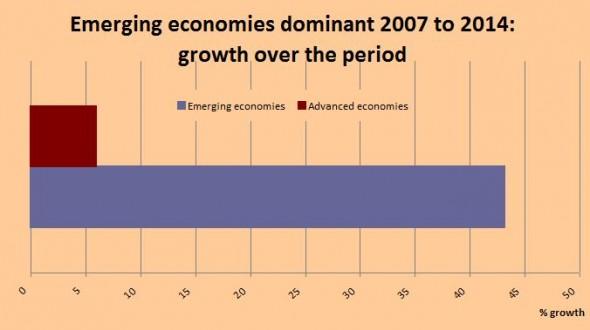 Emerging economies dominant 2007 to 2014:
growth over the period
Emerging economies Advanced economies
0 5 10 15 20 25 30 35 40 45 50
% growth